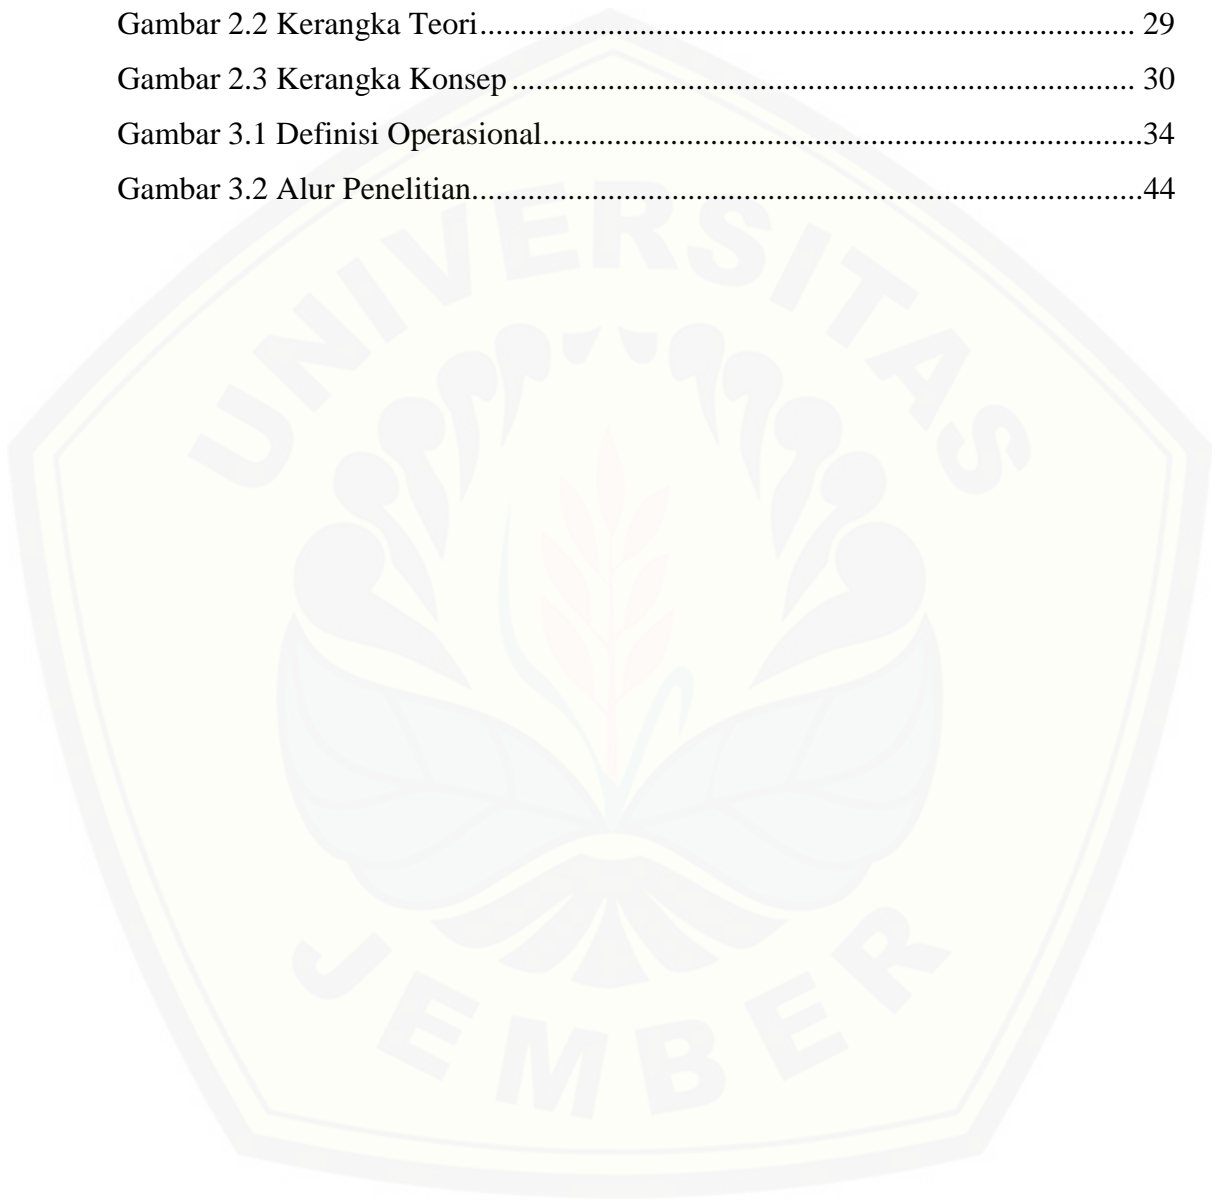 Gambar 2.2 Kerangka Teori................................................................................. 29
Gambar 2.3 Kerangka Konsep............................................................................. 30
Gambar 3.1 Definisi Operasional..........................................................................34
Gambar 3.2 Alur Penelitian...................................................................................44
UNIVERSITAS
JEMBER